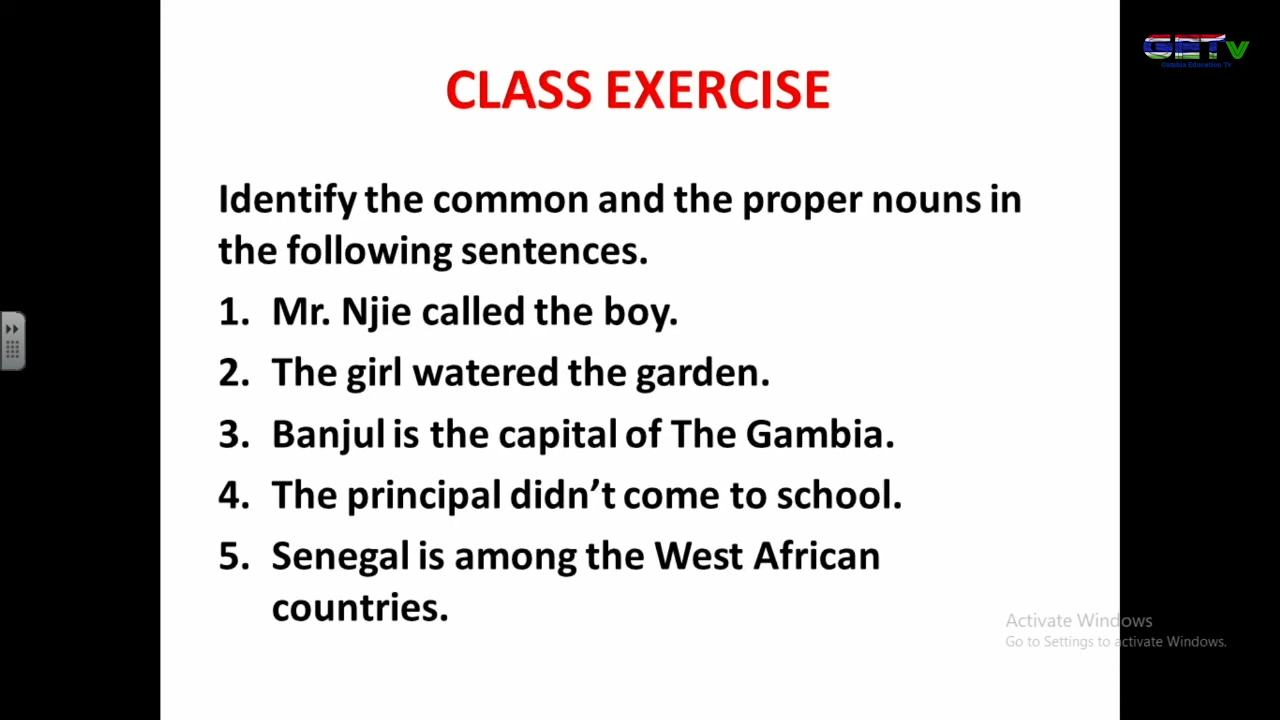 GETv
Gambia Education Tv
CLASS EXERCISE
Identify the common and the proper nouns in
the following sentences.
1. Mr. Njie called the boy.
2. The girl watered the garden.
3. Banjul is the capital of The Gambia.
4. The principal didn’t come to school.
5. Senegal is among the West African
countries.
Activate Windows
Go to Settings to activate Windows.